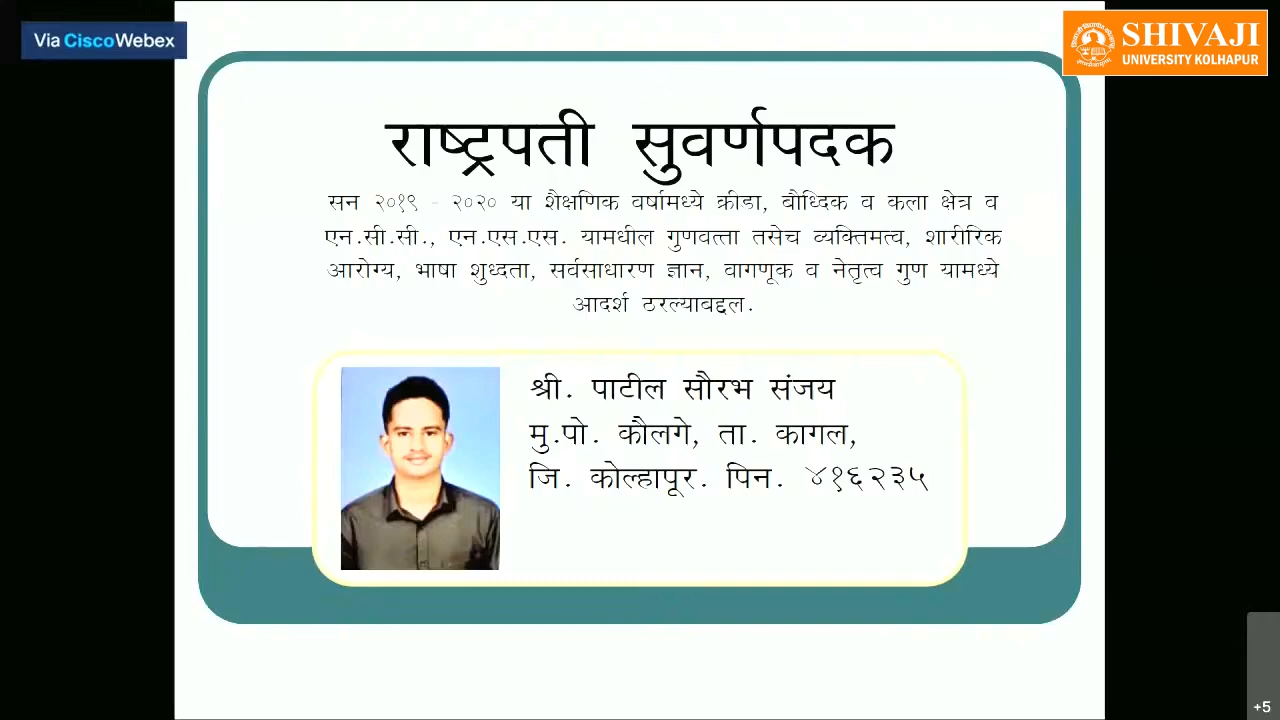 Via CiscoWebex
SHIVAJI
UNIVERSITY KOLHAPUR
राष्ट्रपती सुवर्णपदक
सन २०१९ - २०२० या शैक्षणिक वर्षामध्ये क्रीडा, बौध्दिक व कला क्षेत्र व
एन.सी.सी., एन.एस.एस. यामधील गुणवत्ता तसेच व्यक्तिमत्व, शारीरिक
आरोग्य, भाषा शुध्दता, सर्वसाधारण ज्ञान, वागणूक व नेतृत्व गुण यामध्ये
आदर्श ठरल्याबद्दल.
श्री. पाटील सौरभ संजय
मु.पो. कौलगे, ता. कागल,
जि. कोल्हापूर. पिन. ४१६२३५
+5